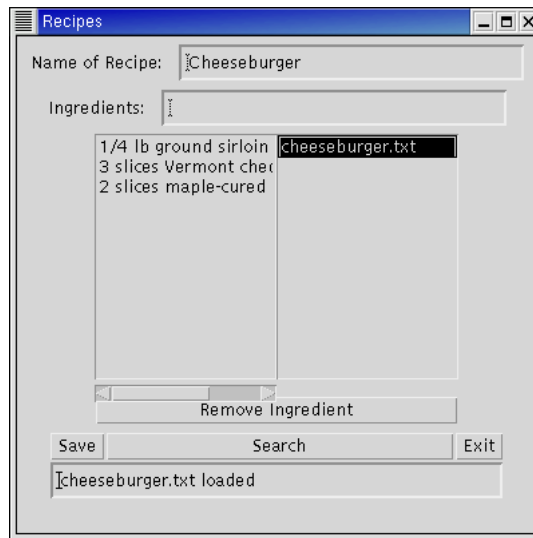 Recipes
Name of Recipe: Cheeseburger
Ingredients:
1/4 lb ground sirloin
cheeseburger.txt
3 slices Vermont che
2 slices maple-cured
Remove Ingredient
Save Search Exit
cheeseburger.txt loaded